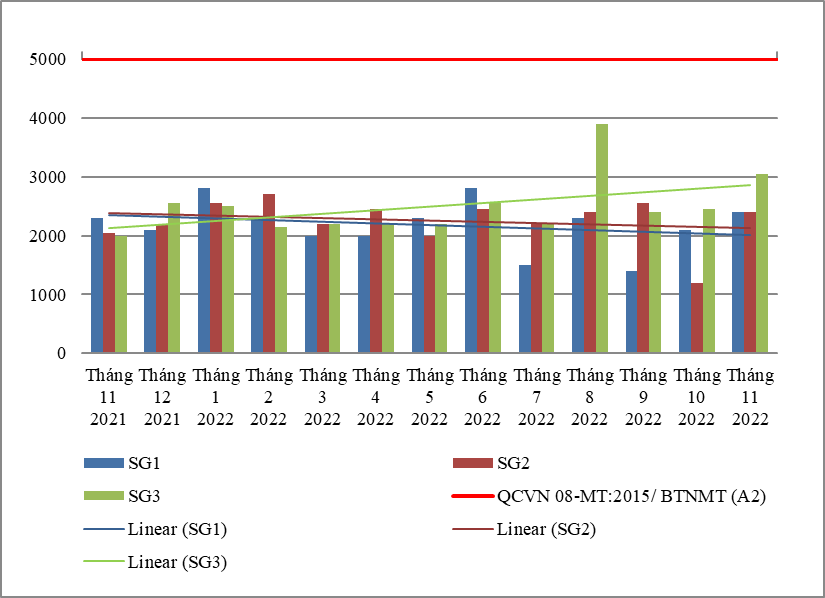 5000
4000
3000
2000
1000
0
Tháng Tháng Tháng Tháng Tháng Tháng Tháng Tháng Tháng Tháng Tháng Tháng Tháng
11 12 1 2 3 4 5 6 7 8 9 10 11
2021 2021 2022 2022 2022 2022 2022 2022 2022 2022 2022 2022 2022
SG1 SG2
SG3 QCVN 08-MT:2015/ BTNMT (A2)
Linear (SG1) Linear (SG2)
Linear (SG3)